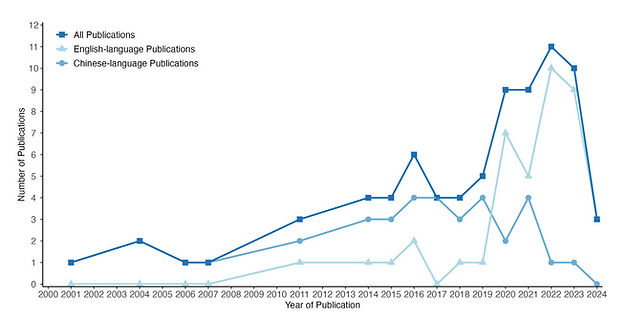 12
11
10
9
8
7
6
5
4
3
2
1
0
Number of Publications
All Publications
English-language Publications
Chinese-language Publications
2000 2001 2002 2003 2004 2005 2006 2007 2008 2009 2010 2011 2012 2013 2014 2015 2016 2017 2018 2019 2020 2021 2022 2023 2024
Year of Publication